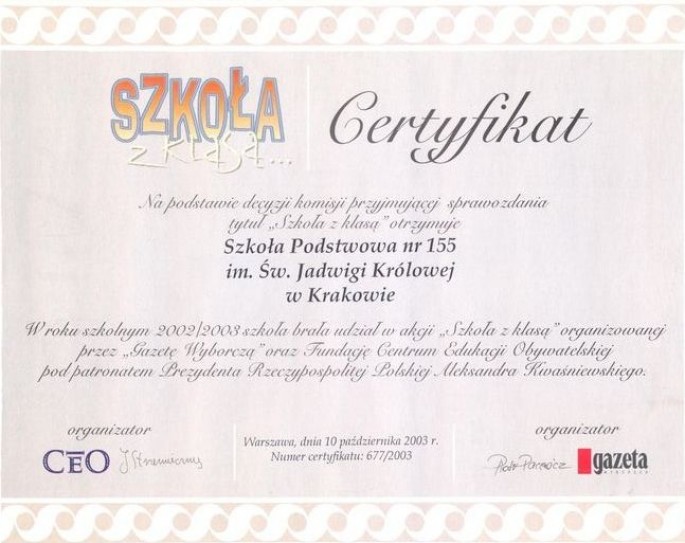 SZKOŁA
z klasą...
Certyfikat
Na podstawie decyzji komisji przyjmującej sprawozdania
tytuł „Szkoła z klasą” otrzymuje
Szkoła Podstwowa nr 155
im. Św. Jadwigi Królowej
w Krakowie
W roku szkolnym 2002/2003 szkoła brała udział w akcji „Szkoła z klasą” organizowanej
przez „Gazetę Wyborczą” oraz Fundację Centrum Edukacji Obywatelskiej
pod patronatem Prezydenta Rzeczypospolitej Polskiej Aleksandra Kwaśniewskiego.
organizator
CEO
Warszawa, dnia 10 października 2003 r.
Numer certyfikatu: 677/2003
organizator
gazeta